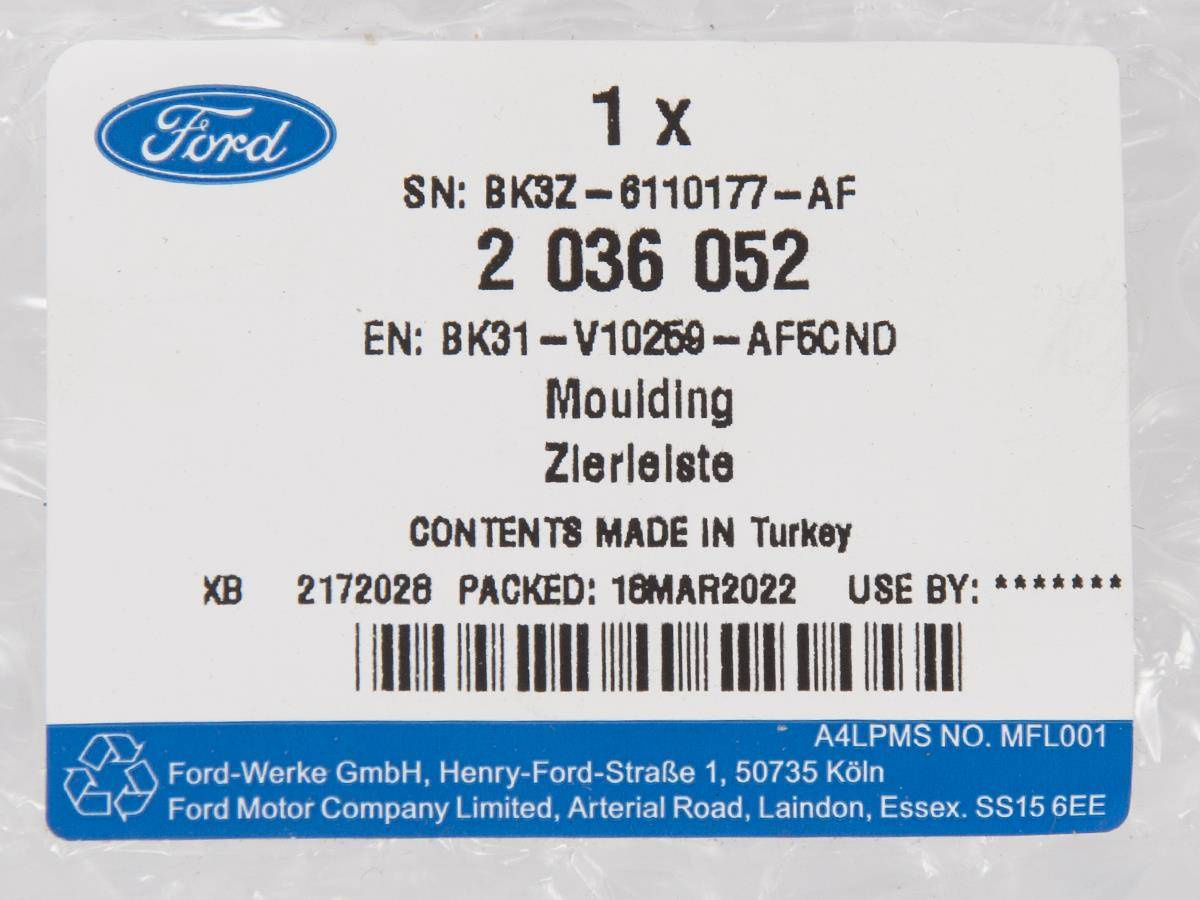 Ford
1 x
SN: BK3Z-6110177-AF
2 036 052
EN: BK31-V10259-AF5CND
Moulding
Zierleiste
CONTENTS MADE IN Turkey
XB 2172028 PACKED: 18MAR2022 USE BY: *******
A4LPMS NO. MFL001
Ford-Werke GmbH, Henry-Ford-Straße 1, 50735 Köln
Ford Motor Company Limited, Arterial Road, Laindon, Essex. SS15 6EE